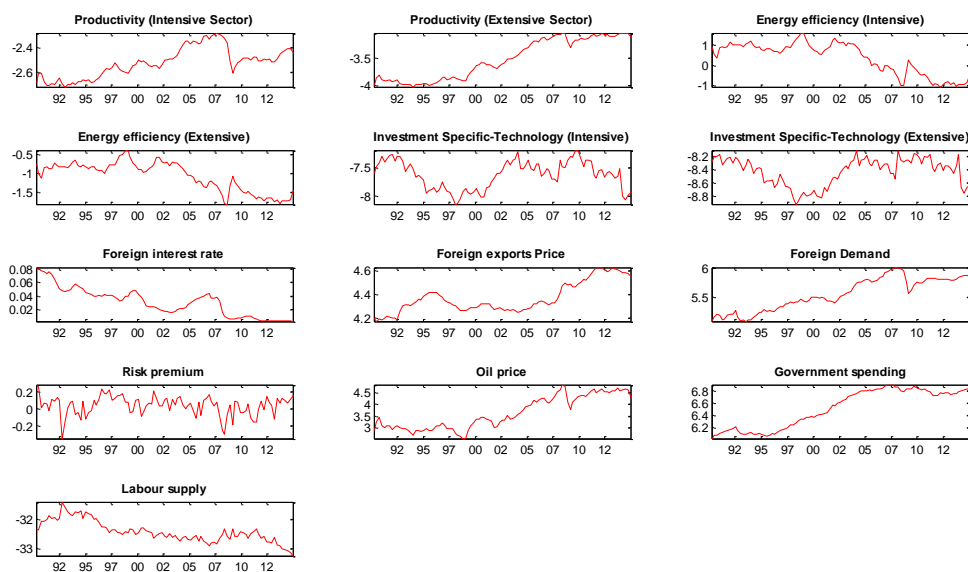 Productivity (Intensive Sector)
-2.4
-2.6
92 95 97 00 02 05 07 10 12
Productivity (Extensive Sector)
-3.5
-4
92 95 97 00 02 05 07 10 12
Energy efficiency (Intensive)
1
0
-1
92 95 97 00 02 05 07 10 12
Energy efficiency (Extensive)
-0.5
-1
-1.5
92 95 97 00 02 05 07 10 12
Investment Specific-Technology (Intensive)
-7.5
-8
92 95 97 00 02 05 07 10 12
Investment Specific-Technology (Extensive)
-8.2
-8.4
-8.6
-8.8
92 95 97 00 02 05 07 10 12
Foreign interest rate
0.08
0.06
0.04
0.02
92 95 97 00 02 05 07 10 12
Foreign exports Price
4.6
4.4
4.2
92 95 97 00 02 05 07 10 12
Foreign Demand
6
5.5
92 95 97 00 02 05 07 10 12
Risk premium
0.2
0
-0.2
92 95 97 00 02 05 07 10 12
Oil price
4.5
4
3.5
3
92 95 97 00 02 05 07 10 12
Government spending
6.8
6.6
6.4
6.2
92 95 97 00 02 05 07 10 12
Labour supply
-32
-33
92 95 97 00 02 05 07 10 12